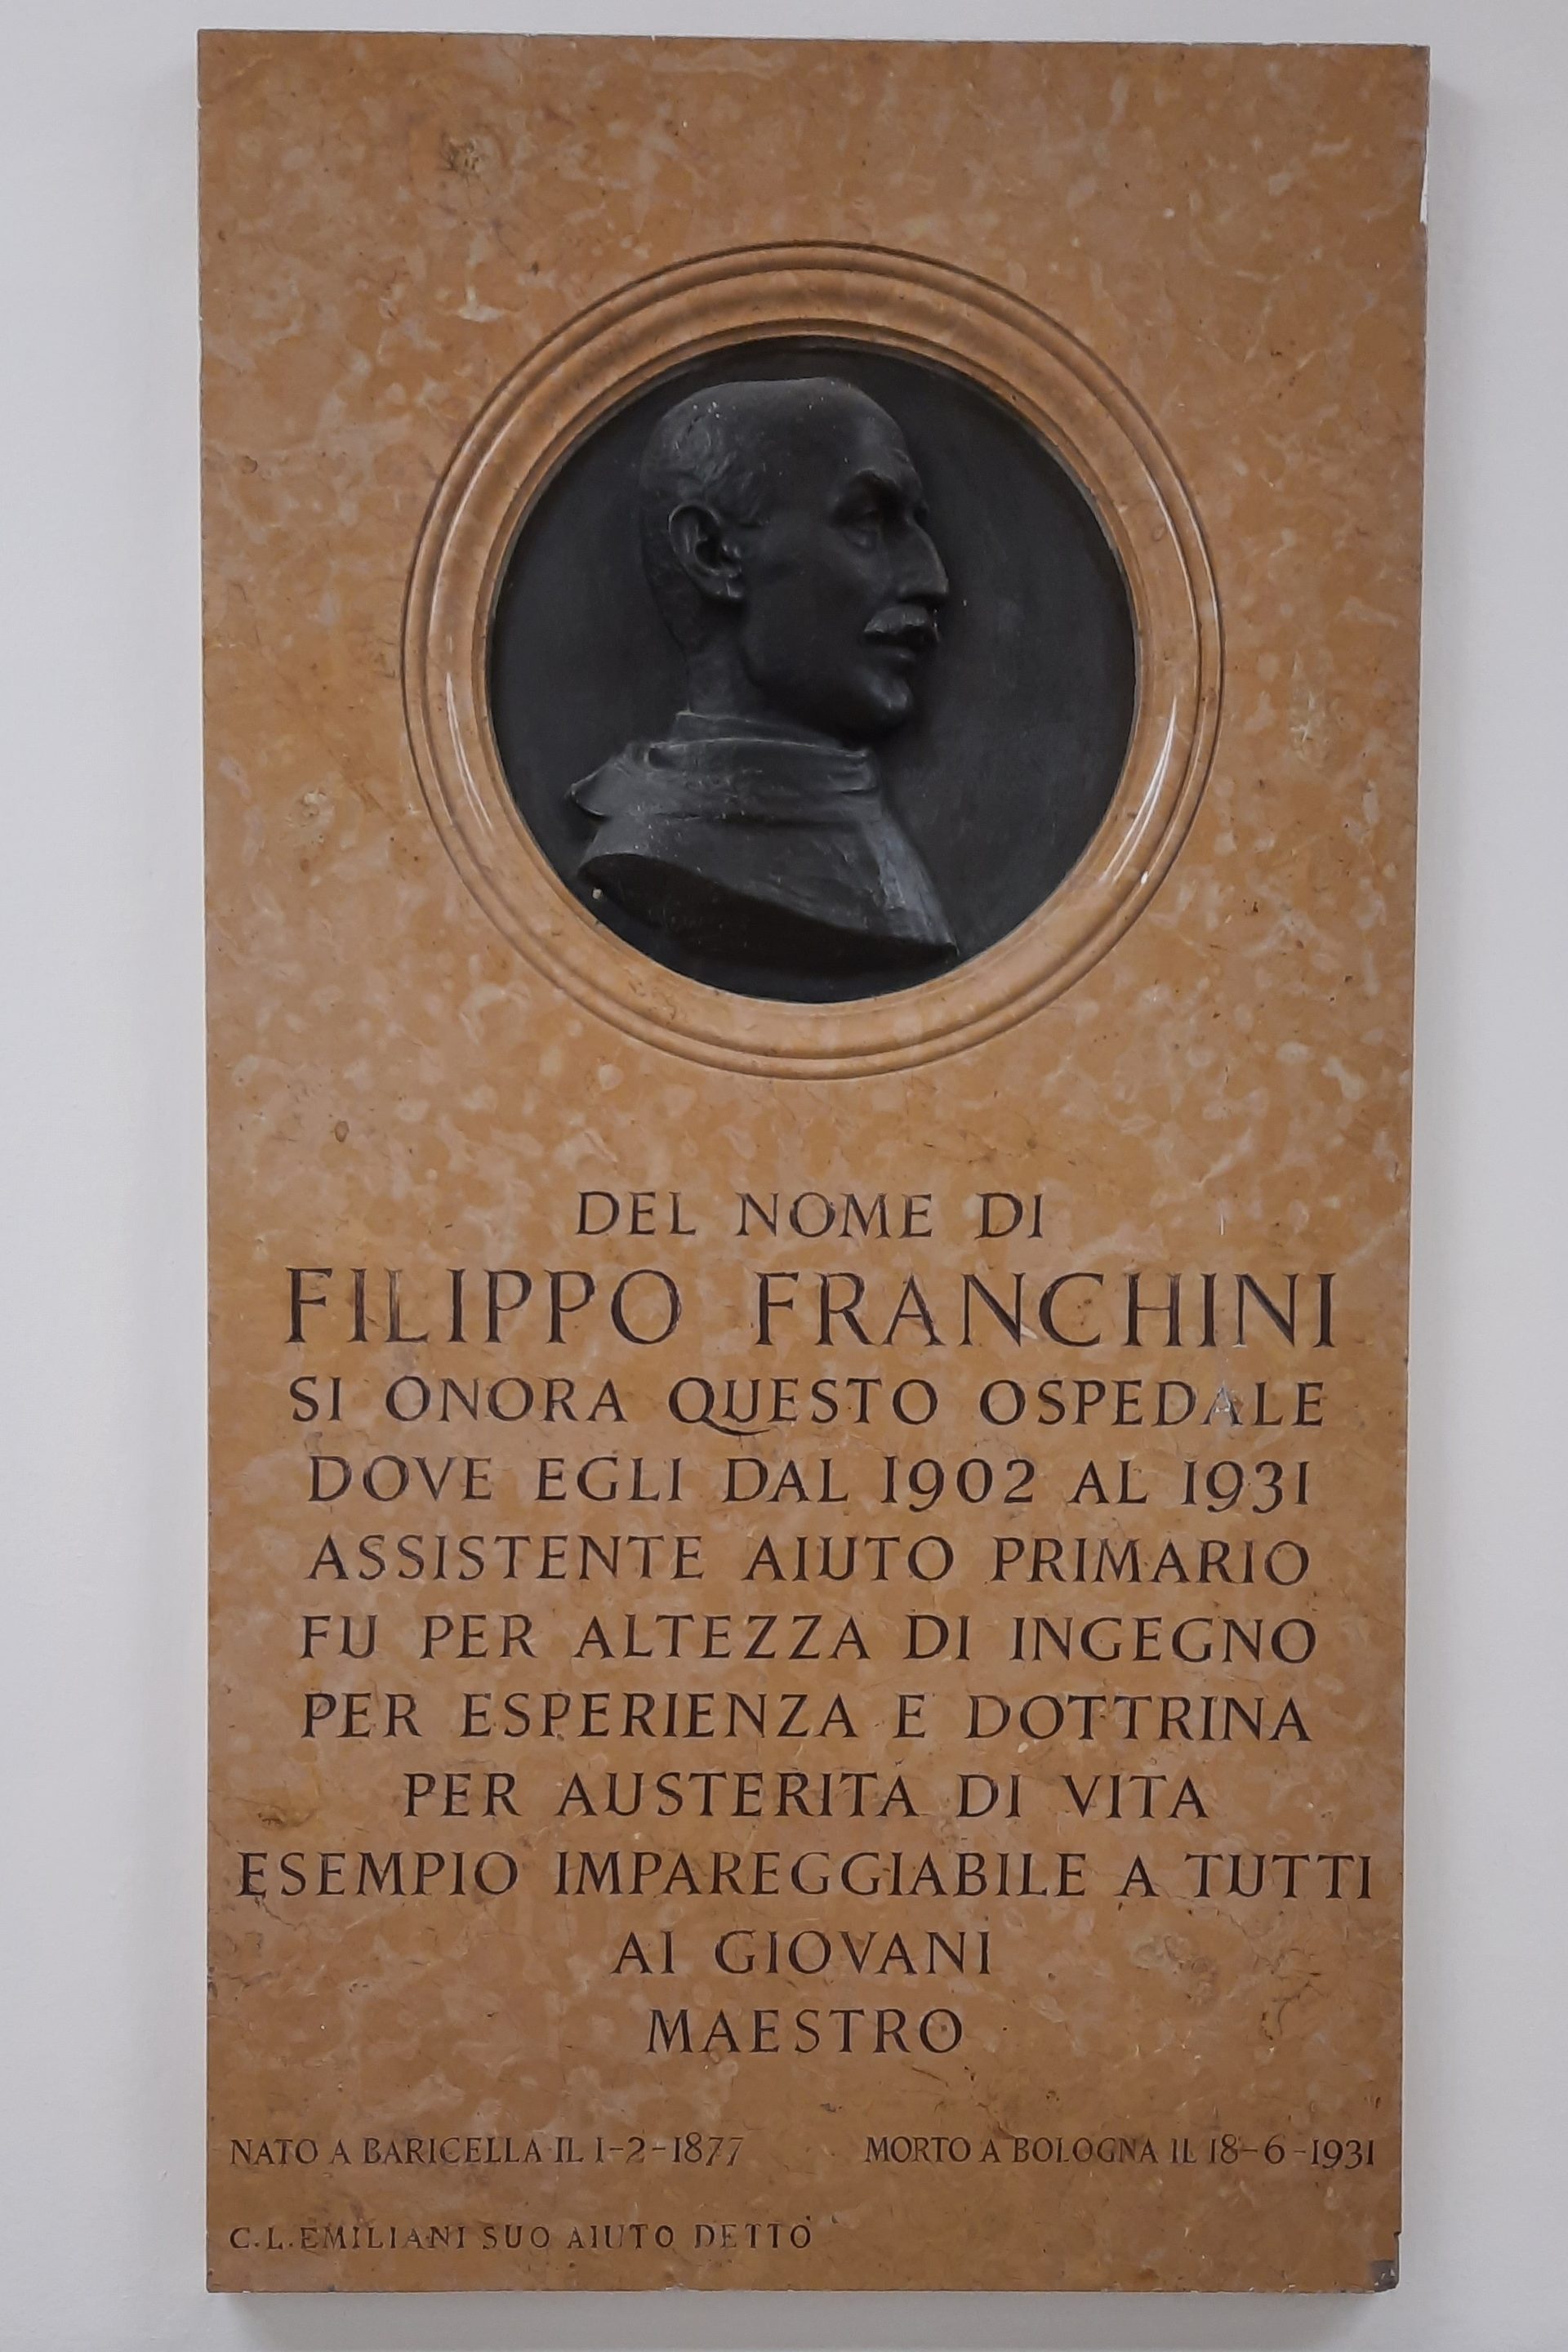 DEL NOME DI
FILIPPO FRANCHINI
SI ONORA QUESTO OSPEDALE
DOVE EGLI DAL 1902 AL 1931
ASSISTENTE AIUTO PRIMARIO
FU PER ALTEZZA DI INGEGNO
PER ESPERIENZA E DOTTRINA
PER AUSTERITÀ DI VITA
ESEMPIO IMPAREGGIABILE A TUTTI
AI GIOVANI
MAESTRO
NATO A BARICELLA IL 1-2-1877 MORTO A BOLOGNA IL 18-6-1931
C. L. EMILIANI SUO AIUTO DETTÒ